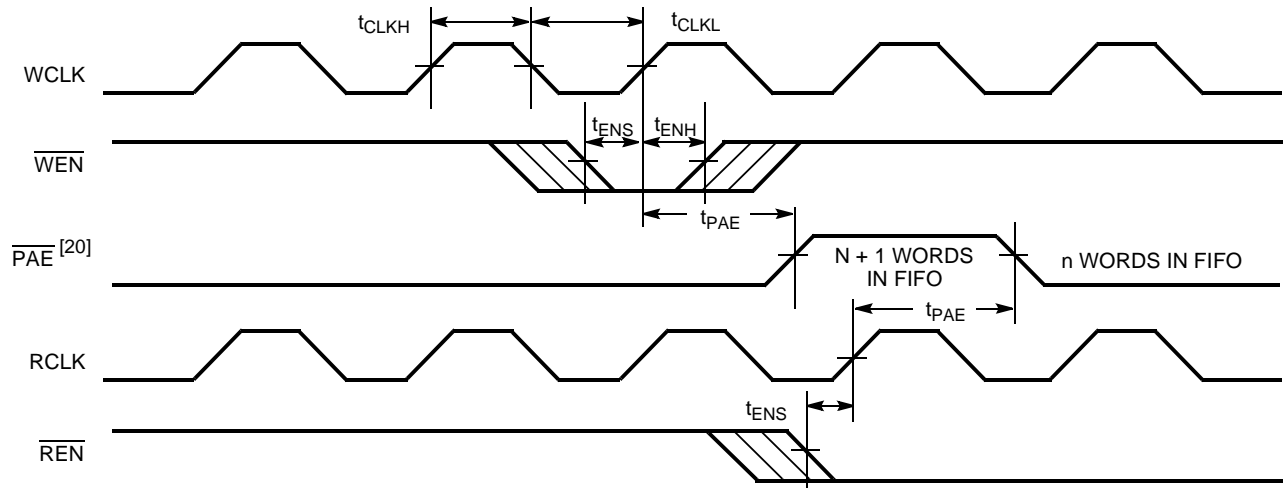 tCLKH
tCLKL
WCLK
tENS
tENH
WEN
tPAE
PAE [20]
N + 1 WORDS
IN FIFO
n WORDS IN FIFO
tPAE
RCLK
tENS
REN